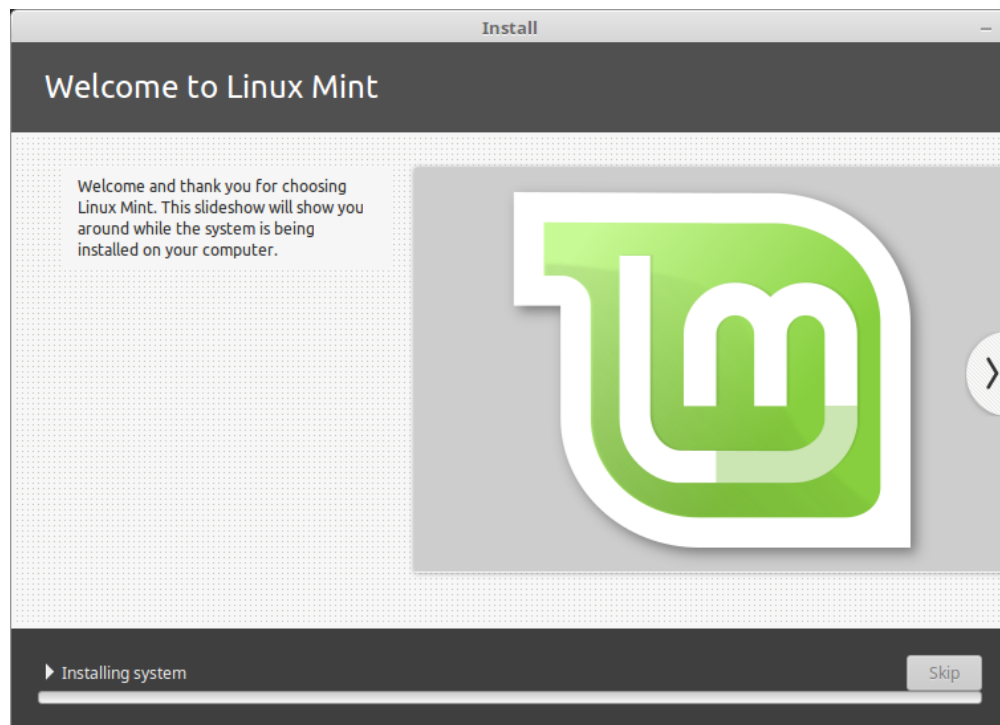 Install
Welcome to Linux Mint
Welcome and thank you for choosing
Linux Mint. This slideshow will show you
around while the system is being
installed on your computer.
Installing system
Skip